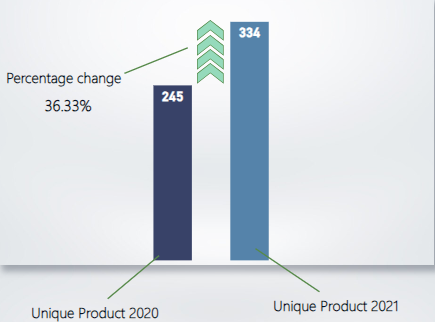 334
Percentage change
36.33%
245
Unique Product 2020
Unique Product 2021